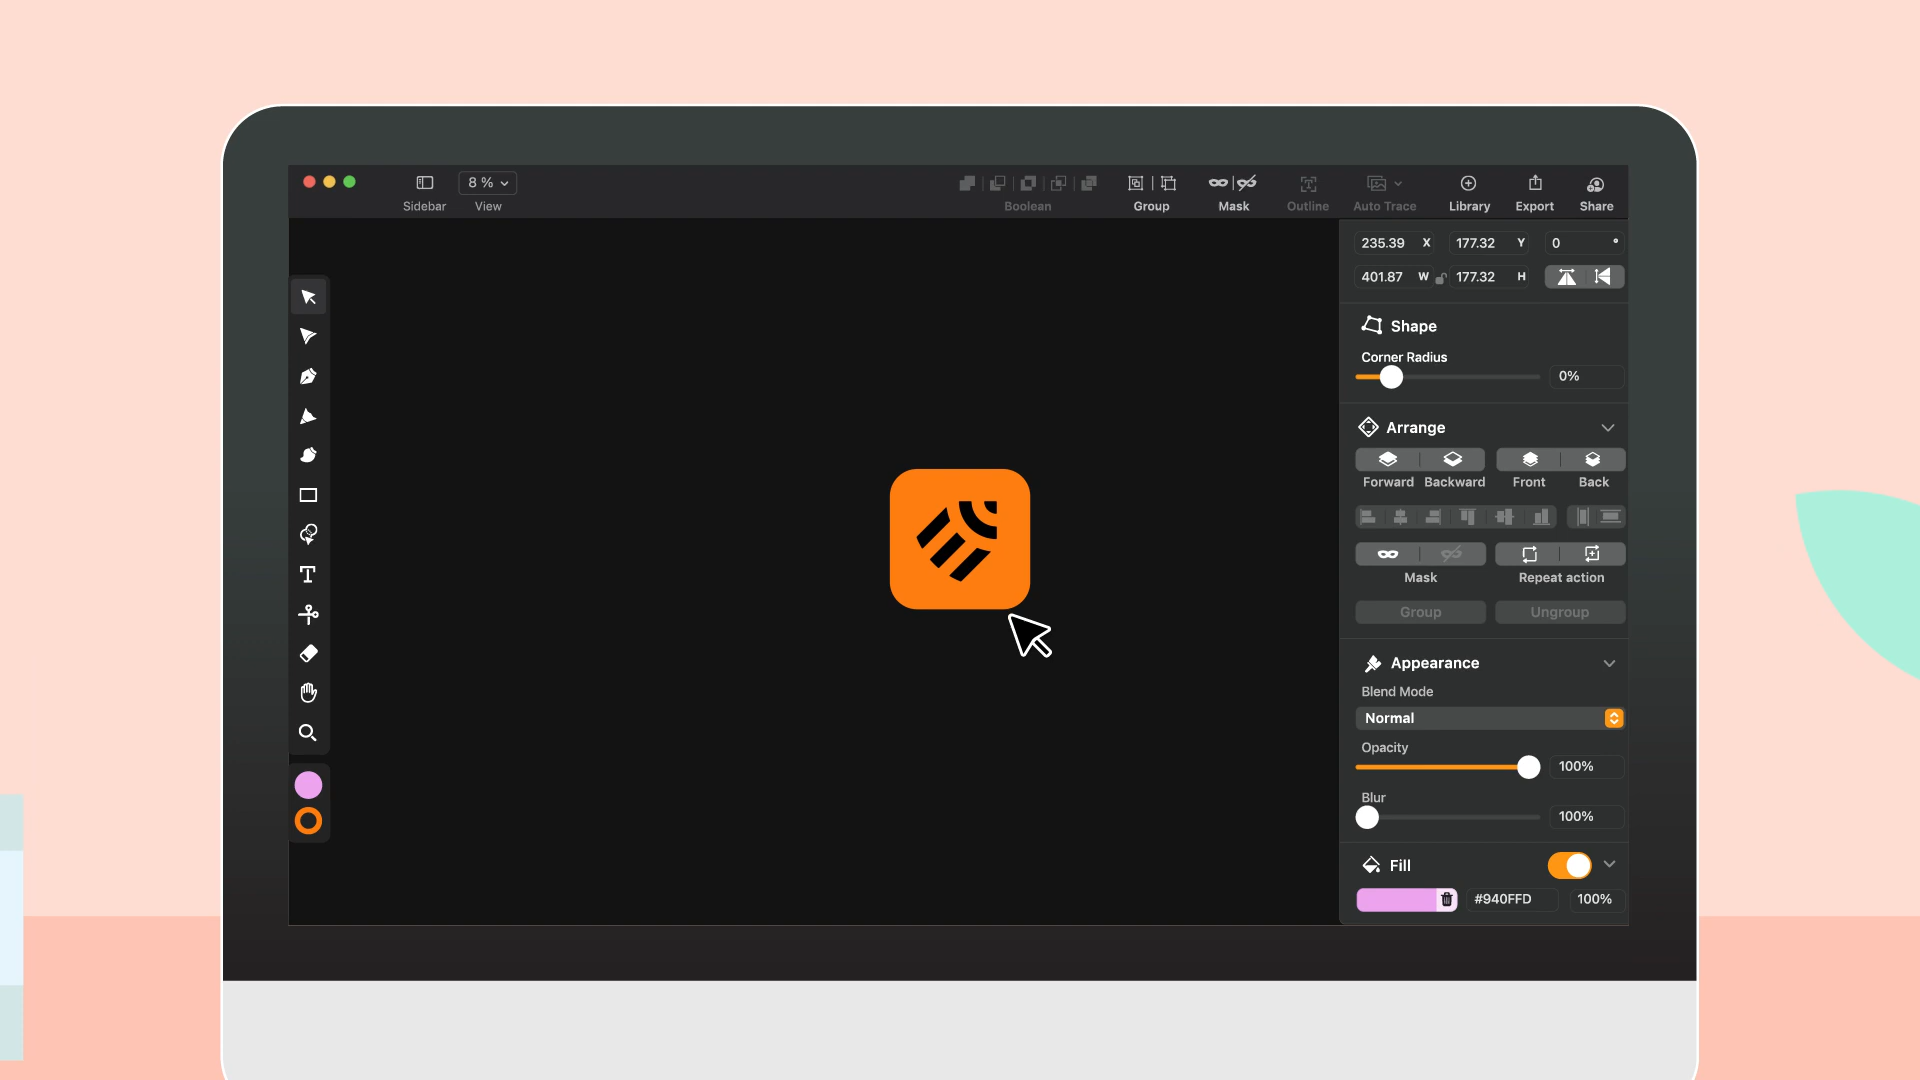 8 %
Sidebar View Boolean Group Mask Outline Auto Trace Library Export Share
235.39 X 177.32 Y 0 °
401.87 W 177.32 H
Shape
Corner Radius
0%
Arrange
Forward Backward Front Back
Mask Repeat action
Group Ungroup
Appearance
Blend Mode
Normal
Opacity
100%
Blur
100%
Fill
#940FFD 100%